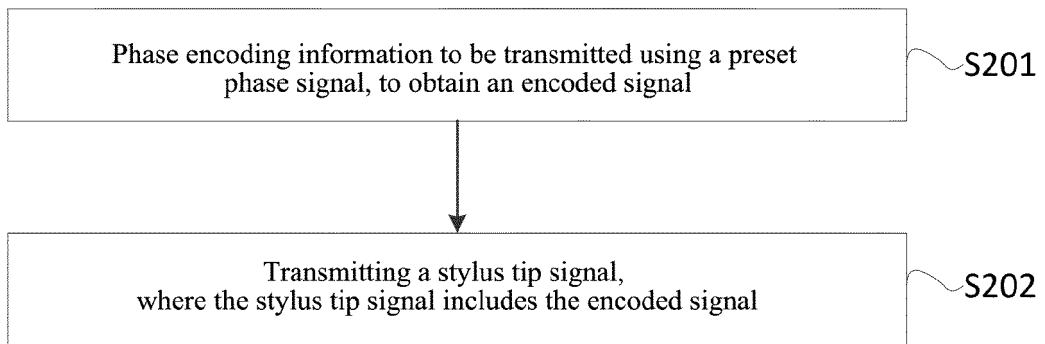 Phase encoding information to be transmitted using a preset
phase signal, to obtain an encoded signal
S201
Transmitting a stylus tip signal,
where the stylus tip signal includes the encoded signal
S202